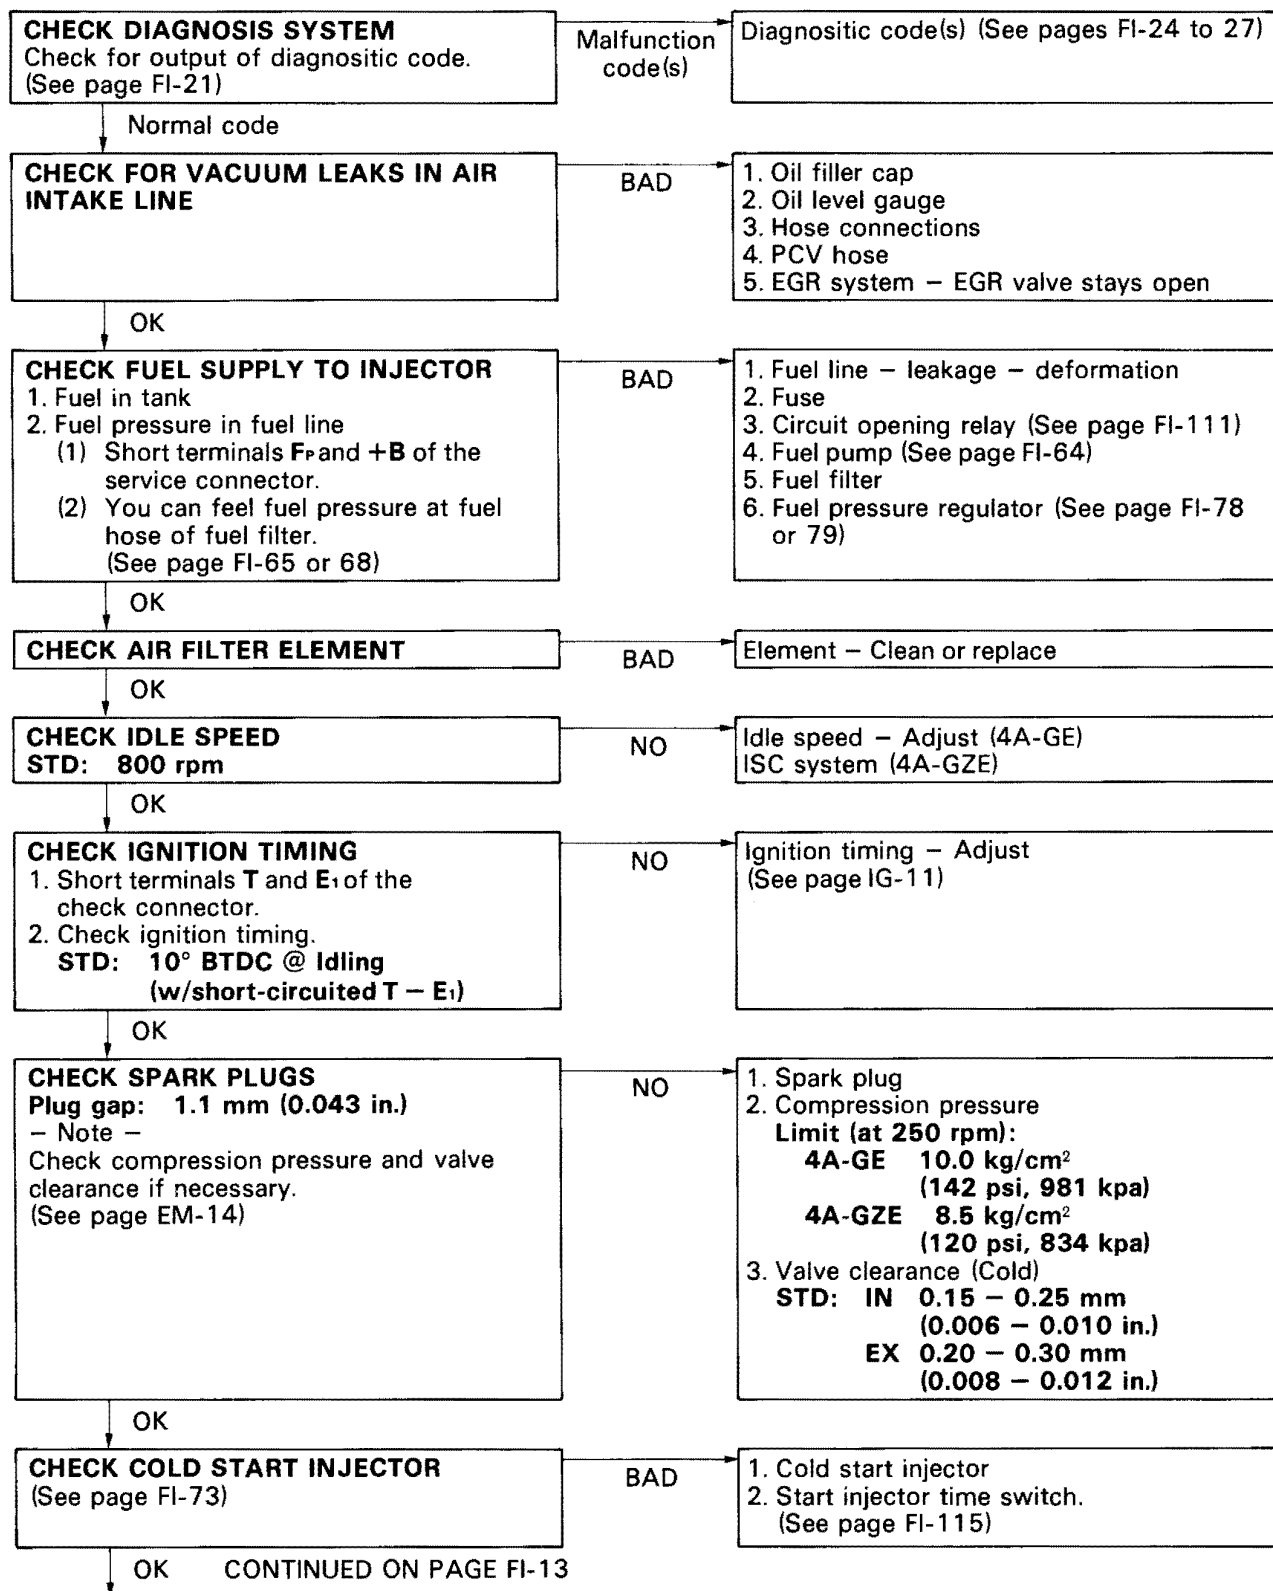 CHECK DIAGNOSIS SYSTEM
Check for output of diagnositic code.
(See page FI-21)
Malfunction
code(s)
Diagnositic code(s) (See pages FI-24 to 27)
Normal code
CHECK FOR VACUUM LEAKS IN AIR
INTAKE LINE
BAD
1. Oil filler cap
2. Oil level gauge
3. Hose connections
4. PCV hose
5. EGR system – EGR valve stays open
OK
CHECK FUEL SUPPLY TO INJECTOR
1. Fuel in tank
2. Fuel pressure in fuel line
(1) Short terminals FP and +B of the
service connector.
(2) You can feel fuel pressure at fuel
hose of fuel filter.
(See page FI-65 or 68)
BAD
1. Fuel line – leakage – deformation
2. Fuse
3. Circuit opening relay (See page FI-111)
4. Fuel pump (See page FI-64)
5. Fuel filter
6. Fuel pressure regulator (See page FI-78
or 79)
OK
CHECK AIR FILTER ELEMENT
BAD
Element – Clean or replace
OK
CHECK IDLE SPEED
STD: 800 rpm
NO
Idle speed – Adjust (4A-GE)
ISC system (4A-GZE)
OK
CHECK IGNITION TIMING
1. Short terminals T and E1 of the
check connector.
2. Check ignition timing.
STD: 10° BTDC @ Idling
(w/short-circuited T – E1)
NO
Ignition timing – Adjust
(See page IG-11)
OK
CHECK SPARK PLUGS
Plug gap: 1.1 mm (0.043 in.)
– Note –
Check compression pressure and valve
clearance if necessary.
(See page EM-14)
NO
1. Spark plug
2. Compression pressure
Limit (at 250 rpm):
4A-GE 10.0 kg/cm²
(142 psi, 981 kpa)
4A-GZE 8.5 kg/cm²
(120 psi, 834 kpa)
3. Valve clearance (Cold)
STD: IN 0.15 – 0.25 mm
(0.006 – 0.010 in.)
EX 0.20 – 0.30 mm
(0.008 – 0.012 in.)
OK
CHECK COLD START INJECTOR
(See page FI-73)
BAD
1. Cold start injector
2. Start injector time switch.
(See page FI-115)
OK CONTINUED ON PAGE FI-13